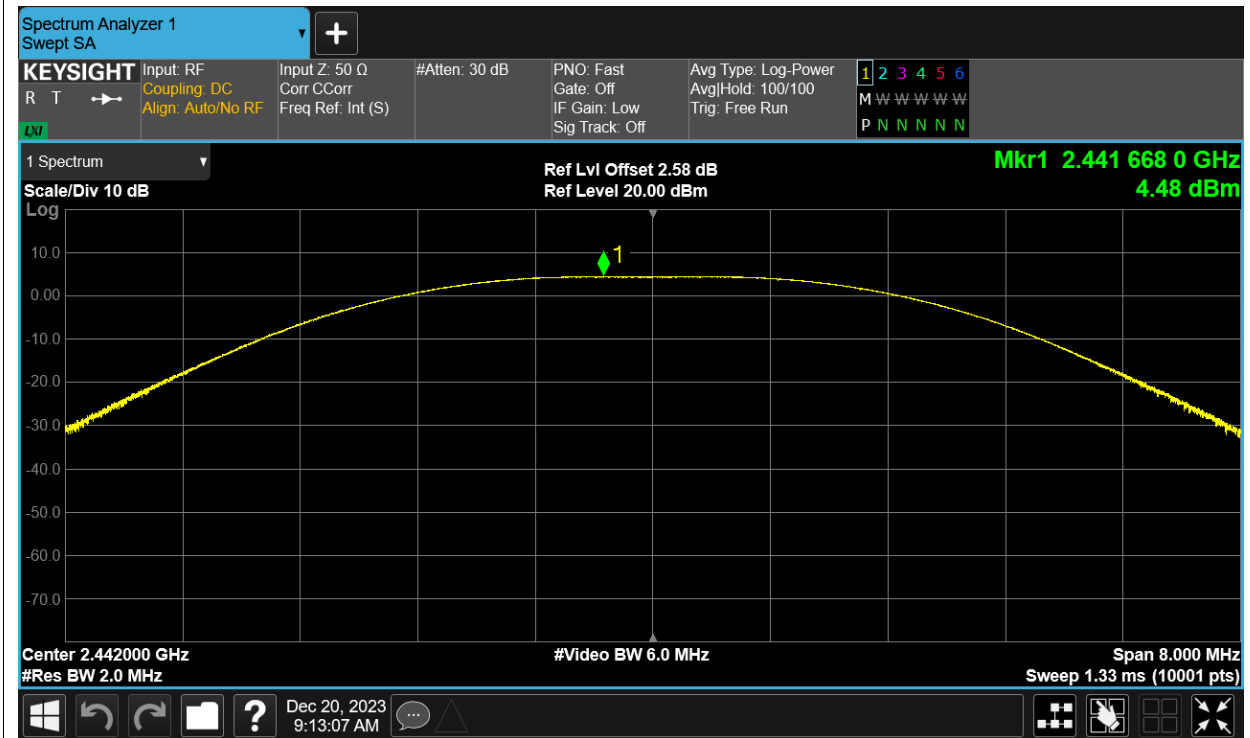 Spectrum Analyzer 1
Swept SA
KEYSIGHT
R T
LXI
Input: RF
Coupling: DC
Align: Auto/No RF
Input Z: 50 Ω
Corr CCorr
Freq Ref: Int (S)
#Atten: 30 dB
PNO: Fast
Gate: Off
IF Gain: Low
Sig Track: Off
Avg Type: Log-Power
Avg|Hold: 100/100
Trig: Free Run
1 2 3 4 5 6
M W W W W W
P N N N N N
1 Spectrum
Scale/Div 10 dB
Log
Ref Lvl Offset 2.58 dB
Ref Level 20.00 dBm
Mkr1 2.441 668 0 GHz
4.48 dBm
1
10.0
0.00
-10.0
-20.0
-30.0
-40.0
-50.0
-60.0
-70.0
Center 2.442000 GHz
#Res BW 2.0 MHz
#Video BW 6.0 MHz
Span 8.000 MHz
Sweep 1.33 ms (10001 pts)
?
Dec 20, 2023
9:13:07 AM